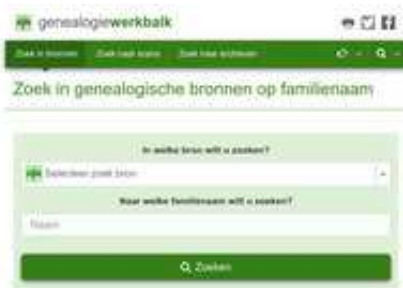 genealogiewerkbalk
Zoek in bronnen Zoek naar scans Zoek naar archieven
Zoek in genealogische bronnen op familienaam
In welke bron wilt u zoeken?
Selecteer zoek bron
Naar welke familienaam wilt u zoeken?
Naam
Zoeken